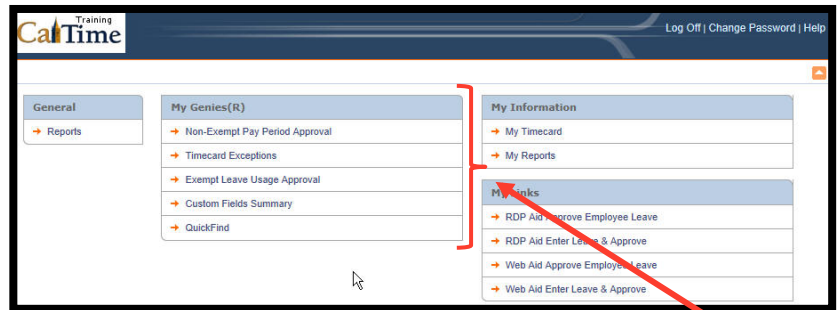 Training
CalTime
Log Off | Change Password | Help
General
Reports
My Genies(R)
Non-Exempt Pay Period Approval
Timecard Exceptions
Exempt Leave Usage Approval
Custom Fields Summary
QuickFind
My Information
My Timecard
My Reports
My Links
RDP Aid Approve Employee Leave
RDP Aid Enter Leave & Approve
Web Aid Approve Employee Leave
Web Aid Enter Leave & Approve